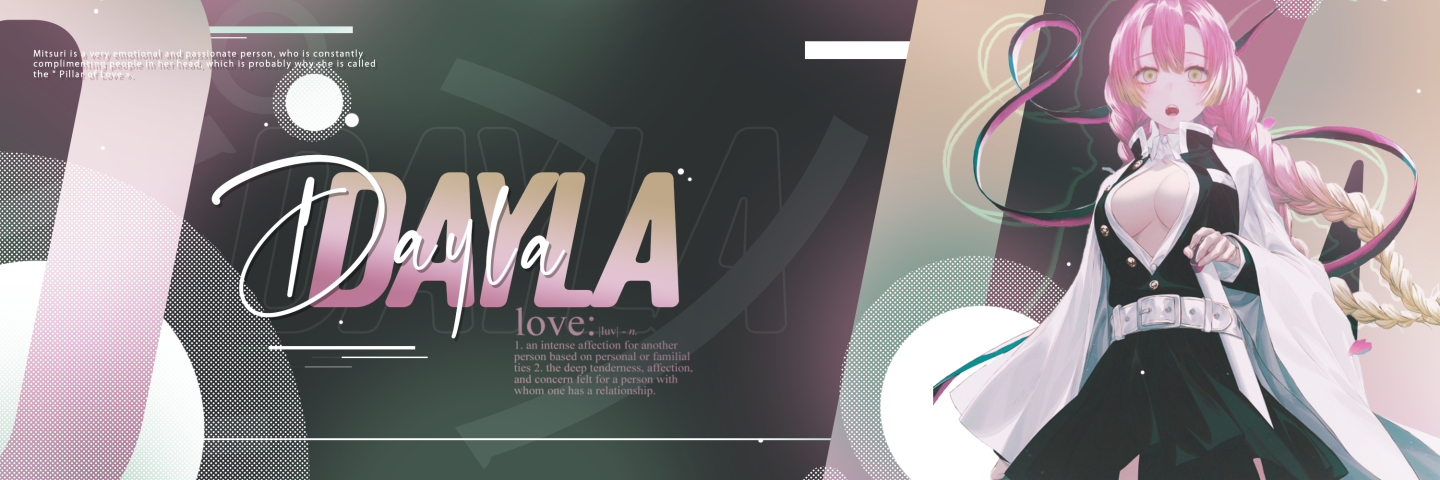 Mitsuri is a very emotional and passionate person, who is constantly
complimenting people in her head, which is probably why she is called
the " Pillar of Love ».
DAYLA
Dayla
love: |luv| - n.
1. an intense affection for another
person based on personal or familial
ties 2. the deep tenderness, affection,
and concern felt for a person with
whom one has a relationship.